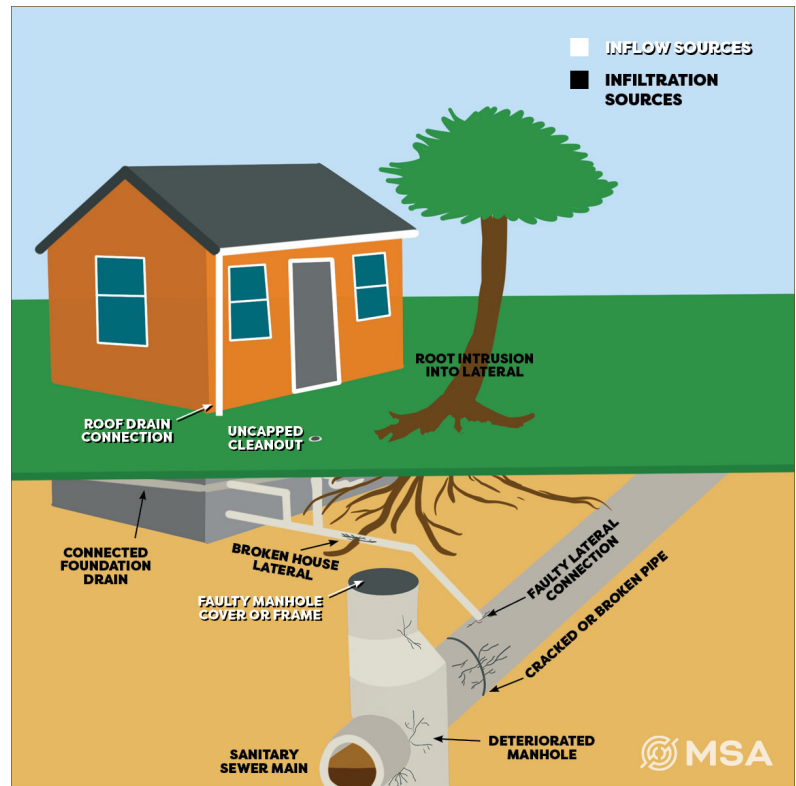 INFLOW SOURCES
INFILTRATION
SOURCES
ROOT INTRUSION
INTO LATERAL
ROOF DRAIN
CONNECTION
UNCAPPED
CLEANOUT
CONNECTED
FOUNDATION
DRAIN
BROKEN HOUSE
LATERAL
FAULTY LATERAL
CONNECTION
FAULTY MANHOLE
COVER OR FRAME
CRACKED OR BROKEN PIPE
DETERIORATED
MANHOLE
SANITARY
SEWER MAIN
MSA